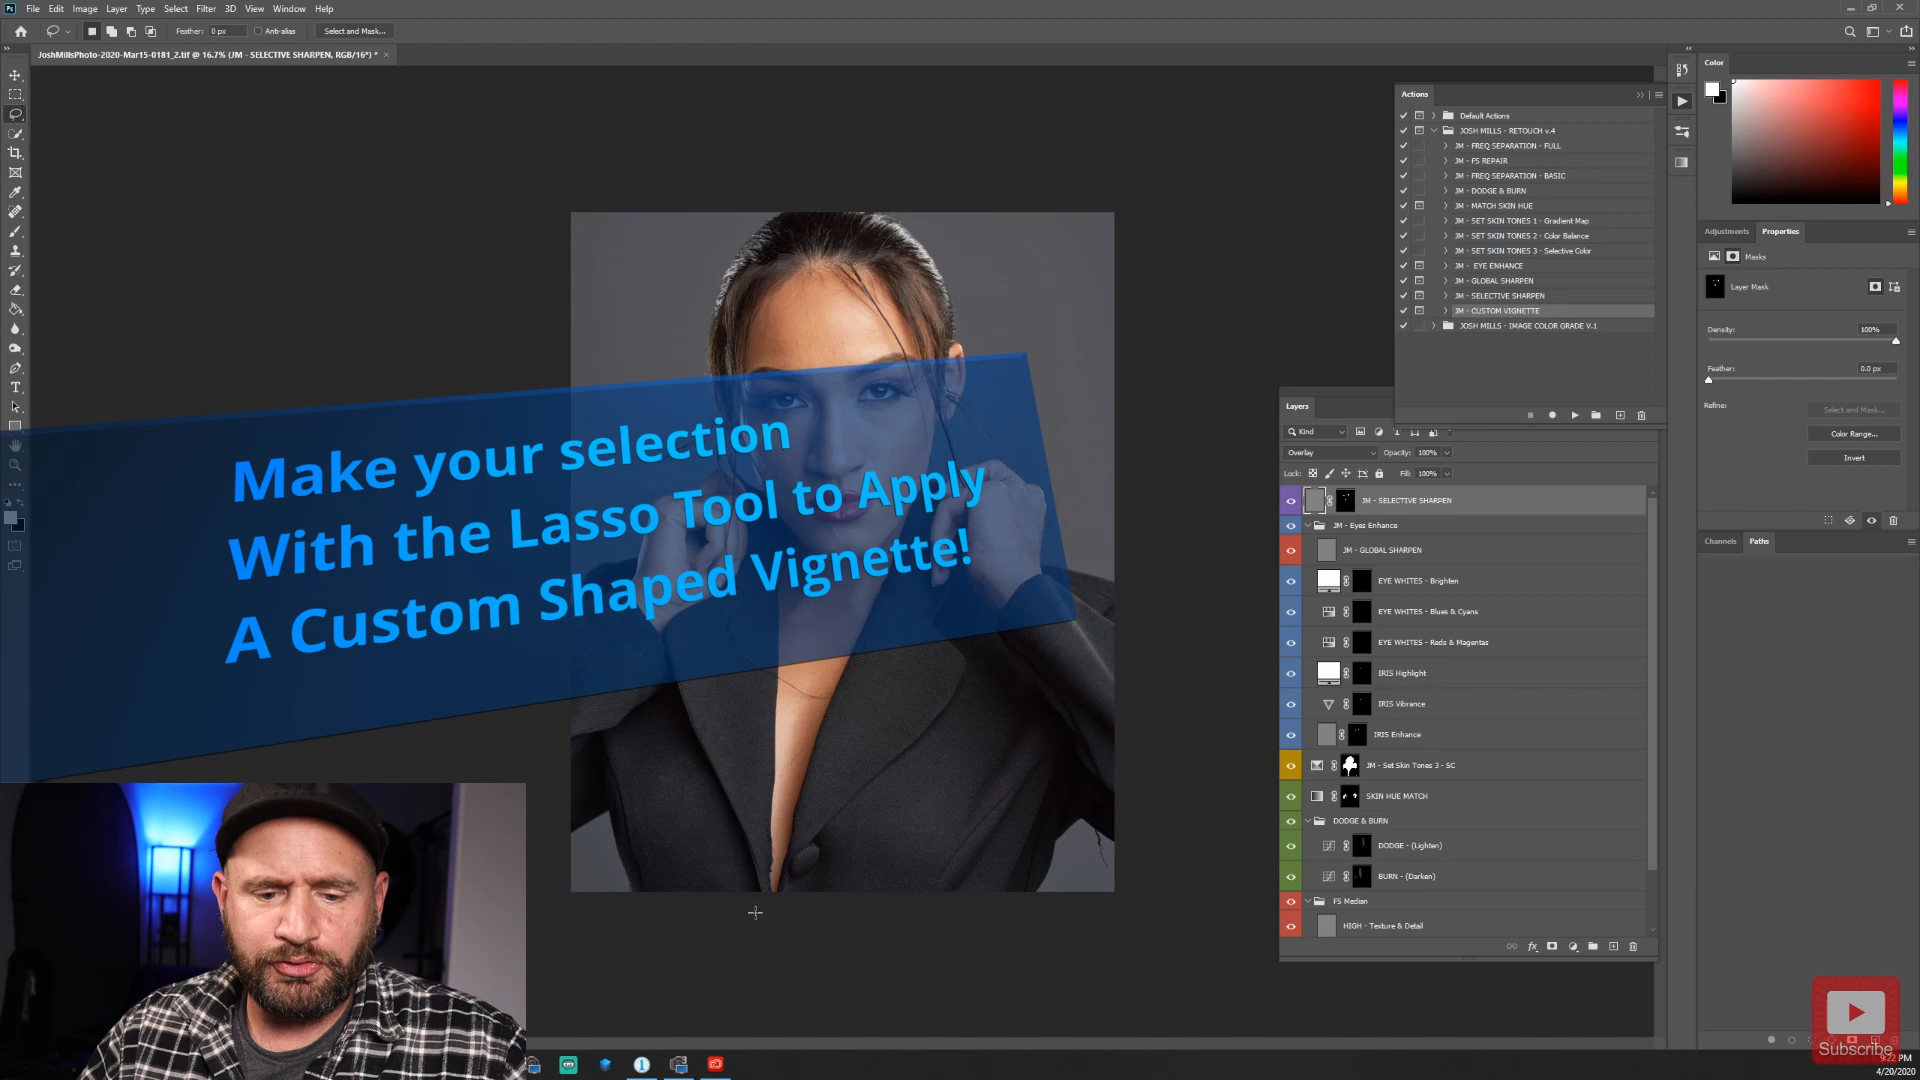 File Edit Image Layer Type Select Filter 3D View Window Help
Feather: 0 px Anti-alias Select and Mask...
JoshMillsPhoto-2020-Mar15-0181_2.tif @ 16.7% (JM - SELECTIVE SHARPEN, RGB/16*) *
Make your selection
With the Lasso Tool to Apply
A Custom Shaped Vignette!
Actions
Default Actions
JOSH MILLS - RETOUCH v.4
JM - FREQ SEPARATION - FULL
JM - FS REPAIR
JM - FREQ SEPARATION - BASIC
JM - DODGE & BURN
JM - MATCH SKIN HUE
JM - SET SKIN TONES 1 - Gradient Map
JM - SET SKIN TONES 2 - Color Balance
JM - SET SKIN TONES 3 - Selective Color
JM - EYE ENHANCE
JM - GLOBAL SHARPEN
JM - SELECTIVE SHARPEN
JM - CUSTOM VIGNETTE
JOSH MILLS - IMAGE COLOR GRADE V.1
Layers
Kind
Overlay Opacity: 100%
Lock: Fill: 100%
JM - SELECTIVE SHARPEN
JM - Eyes Enhance
JM - GLOBAL SHARPEN
EYE WHITES - Brighten
EYE WHITES - Blues & Cyans
EYE WHITES - Reds & Magentas
IRIS Highlight
IRIS Vibrance
IRIS Enhance
JM - Set Skin Tones 3 - SC
SKIN HUE MATCH
DODGE & BURN
DODGE - (Lighten)
BURN - (Darken)
FS Median
HIGH - Texture & Detail
Color
Adjustments Properties
Masks
Layer Mask
Density: 100%
Feather: 0.0 px
Refine: Select and Mask...
Color Range...
Invert
Channels Paths
Subscribe
9:22 PM
4/20/2020